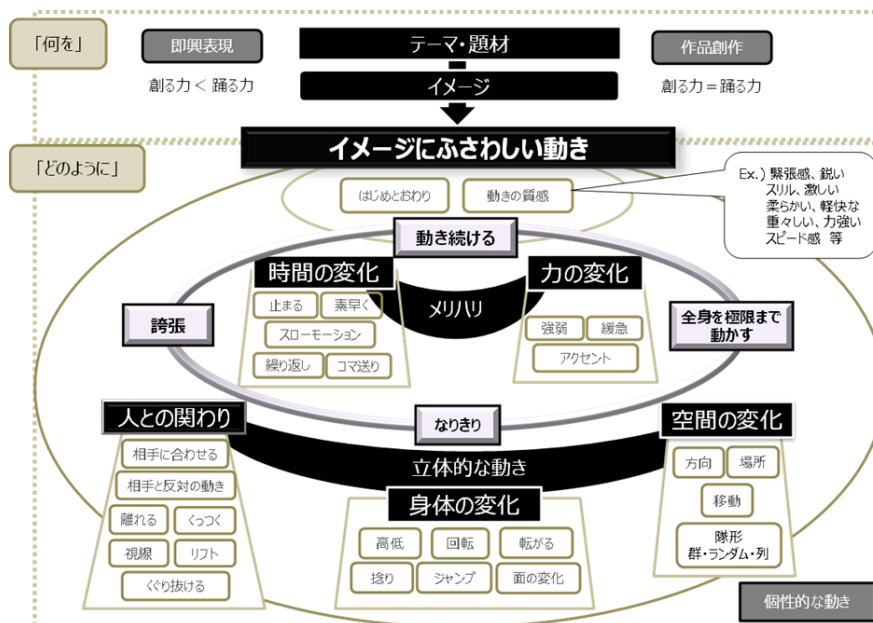 「何を」
即興表現
創る力 < 踊る力
テーマ・題材
イメージ
作品創作
創る力 = 踊る力
イメージにふさわしい動き
「どのように」
はじめとおわり
動きの質感
Ex.) 緊張感、鋭い
スリル、激しい
柔らかい、軽快な
重々しい、力強い
スピード感 等
動き続ける
時間の変化
止まる
素早く
スローモーション
繰り返し
コマ送り
メリハリ
力の変化
強弱
緩急
アクセント
誇張
全身を極限まで
動かす
なりきり
人との関わり
相手に合わせる
相手と反対の動き
離れる
くっつく
視線
リフト
くぐり抜ける
立体的な動き
身体の変化
高低
回転
転がる
捻り
ジャンプ
面の変化
空間の変化
方向
場所
移動
隊形
群・ランダム・列
個性的な動き